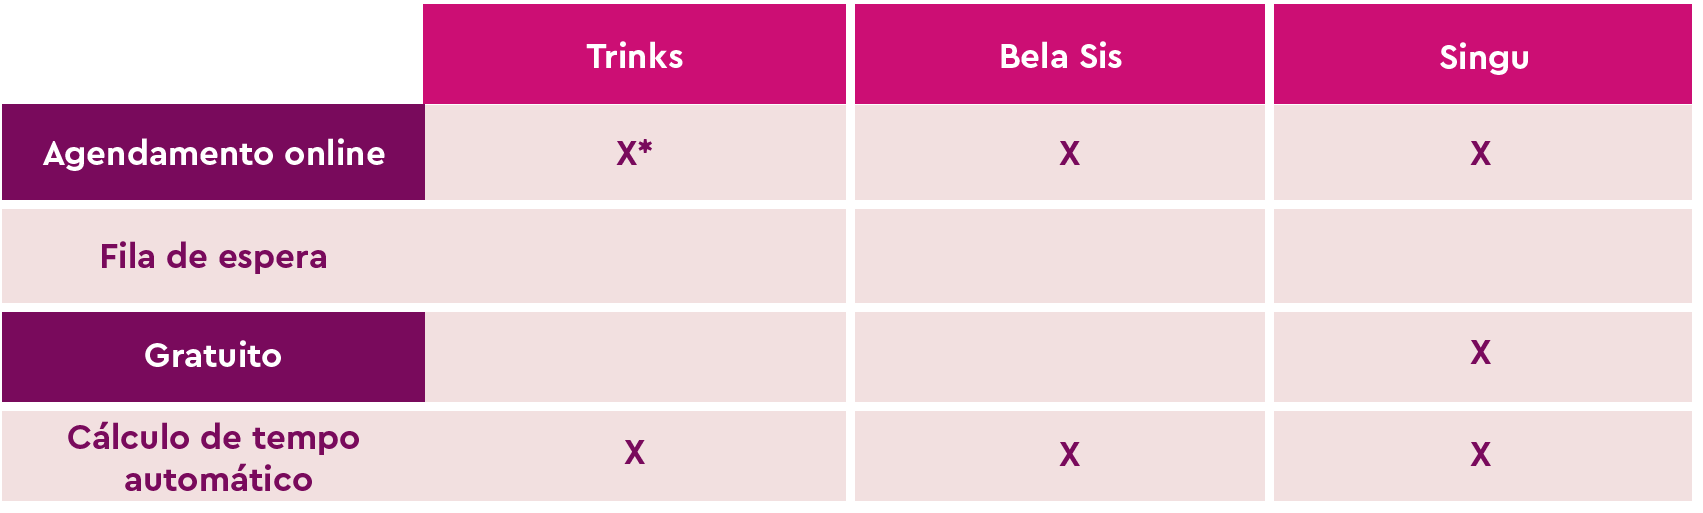 Trinks Bela Sis Singu
Agendamento online X* X X
Fila de espera
Gratuito X
Cálculo de tempo
automático X X X